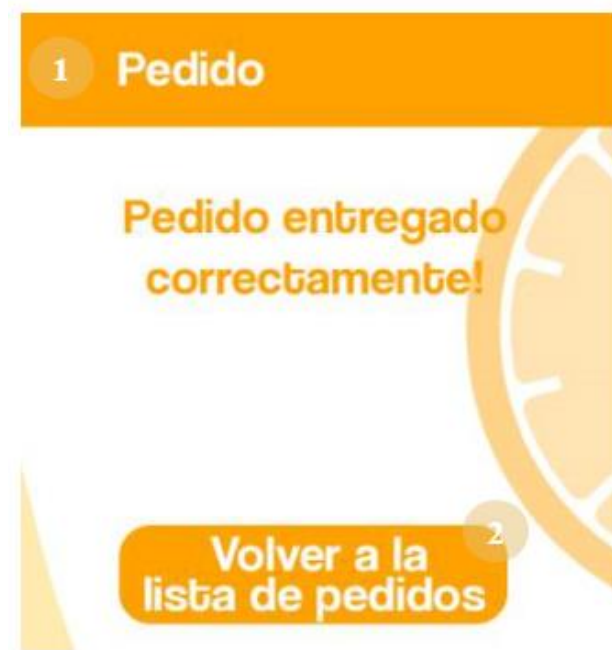 1 Pedido
Pedido entregado
correctamente!
2
Volver a la
lista de pedidos